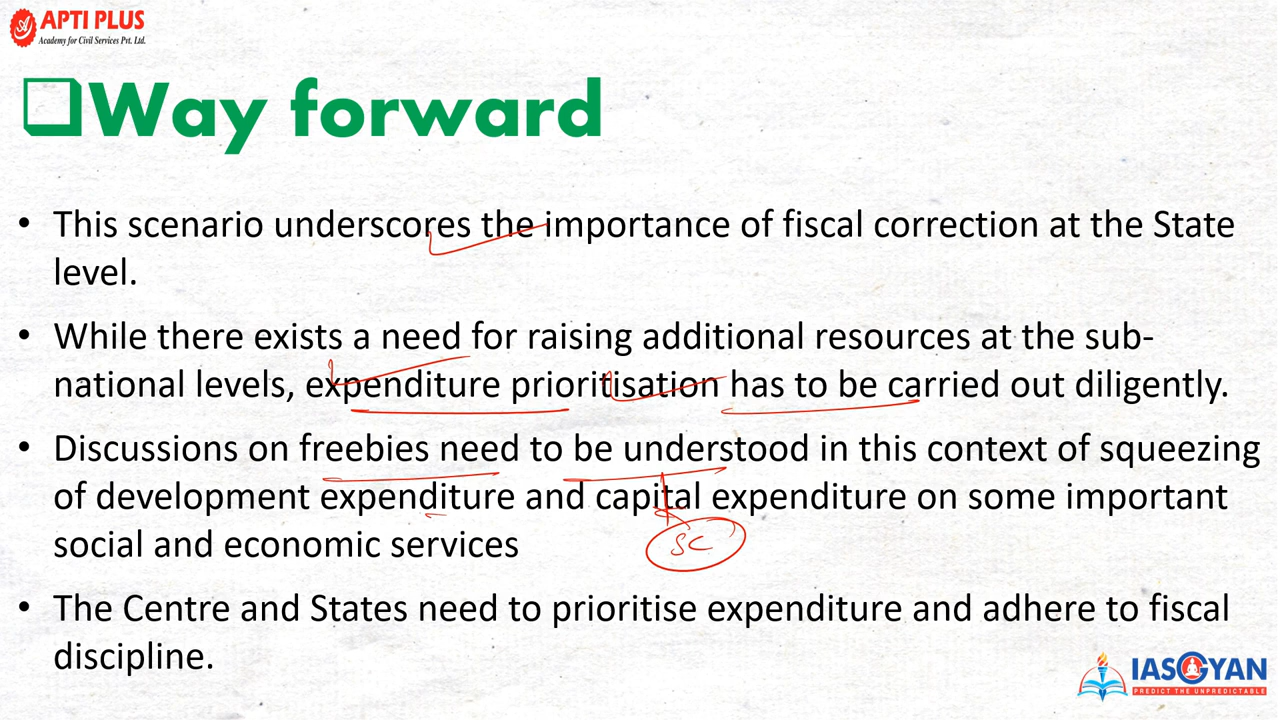 APTI PLUS
Academy for Civil Services Pvt. Ltd.
Way forward
• This scenario underscores the importance of fiscal correction at the State
level.
• While there exists a need for raising additional resources at the sub-
national levels, expenditure prioritisation has to be carried out diligently.
• Discussions on freebies need to be understood in this context of squeezing
of development expenditure and capital expenditure on some important
social and economic services
SC
• The Centre and States need to prioritise expenditure and adhere to fiscal
discipline.
IASGYAN
PREDICT THE UNPREDICTABLE